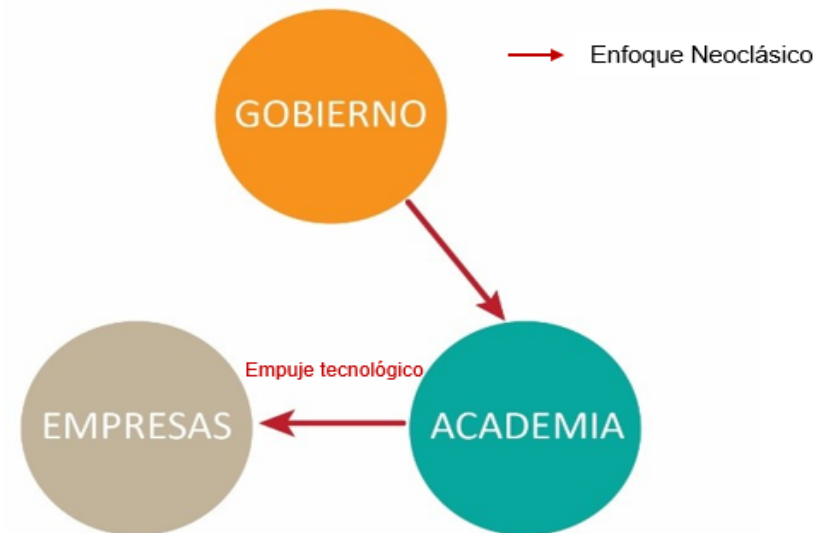 Enfoque Neoclásico
GOBIERNO
Empuje tecnológico
EMPRESAS
ACADEMIA